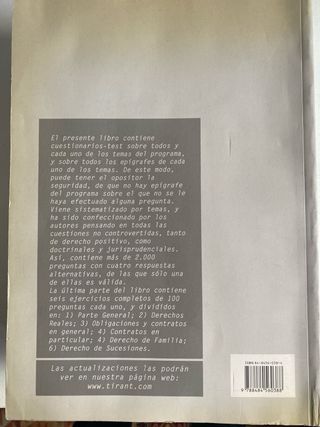 El presente libro contiene
cuestionarios-test sobre todos y
cada uno de los temas del programa,
y sobre todos los epígrafes de cada
uno de los temas. De este modo,
puede tener el opositor la
seguridad, de que no hay epígrafe
del programa sobre el que no se le
haya efectuado alguna pregunta.
Viene sistematizado por temas, y
ha sido confeccionado por los
autores pensando en todas las
cuestiones no controvertidas, tanto
de derecho positivo, como
doctrinales y jurisprudenciales.
Así, contiene más de 2.000
preguntas con cuatro respuestas
alternativas, de las que sólo una
de ellas es válida.
La última parte del libro contiene
seis ejercicios completos de 100
preguntas cada uno, y divididos
en: 1) Parte General; 2) Derechos
Reales; 3) Obligaciones y contratos
en general; 4) Contratos en
particular; 4) Derecho de Familia;
6) Derecho de Sucesiones.
Las actualizaciones las podrán
ver en nuestra página web:
www.tirant.com
9 788484 560388